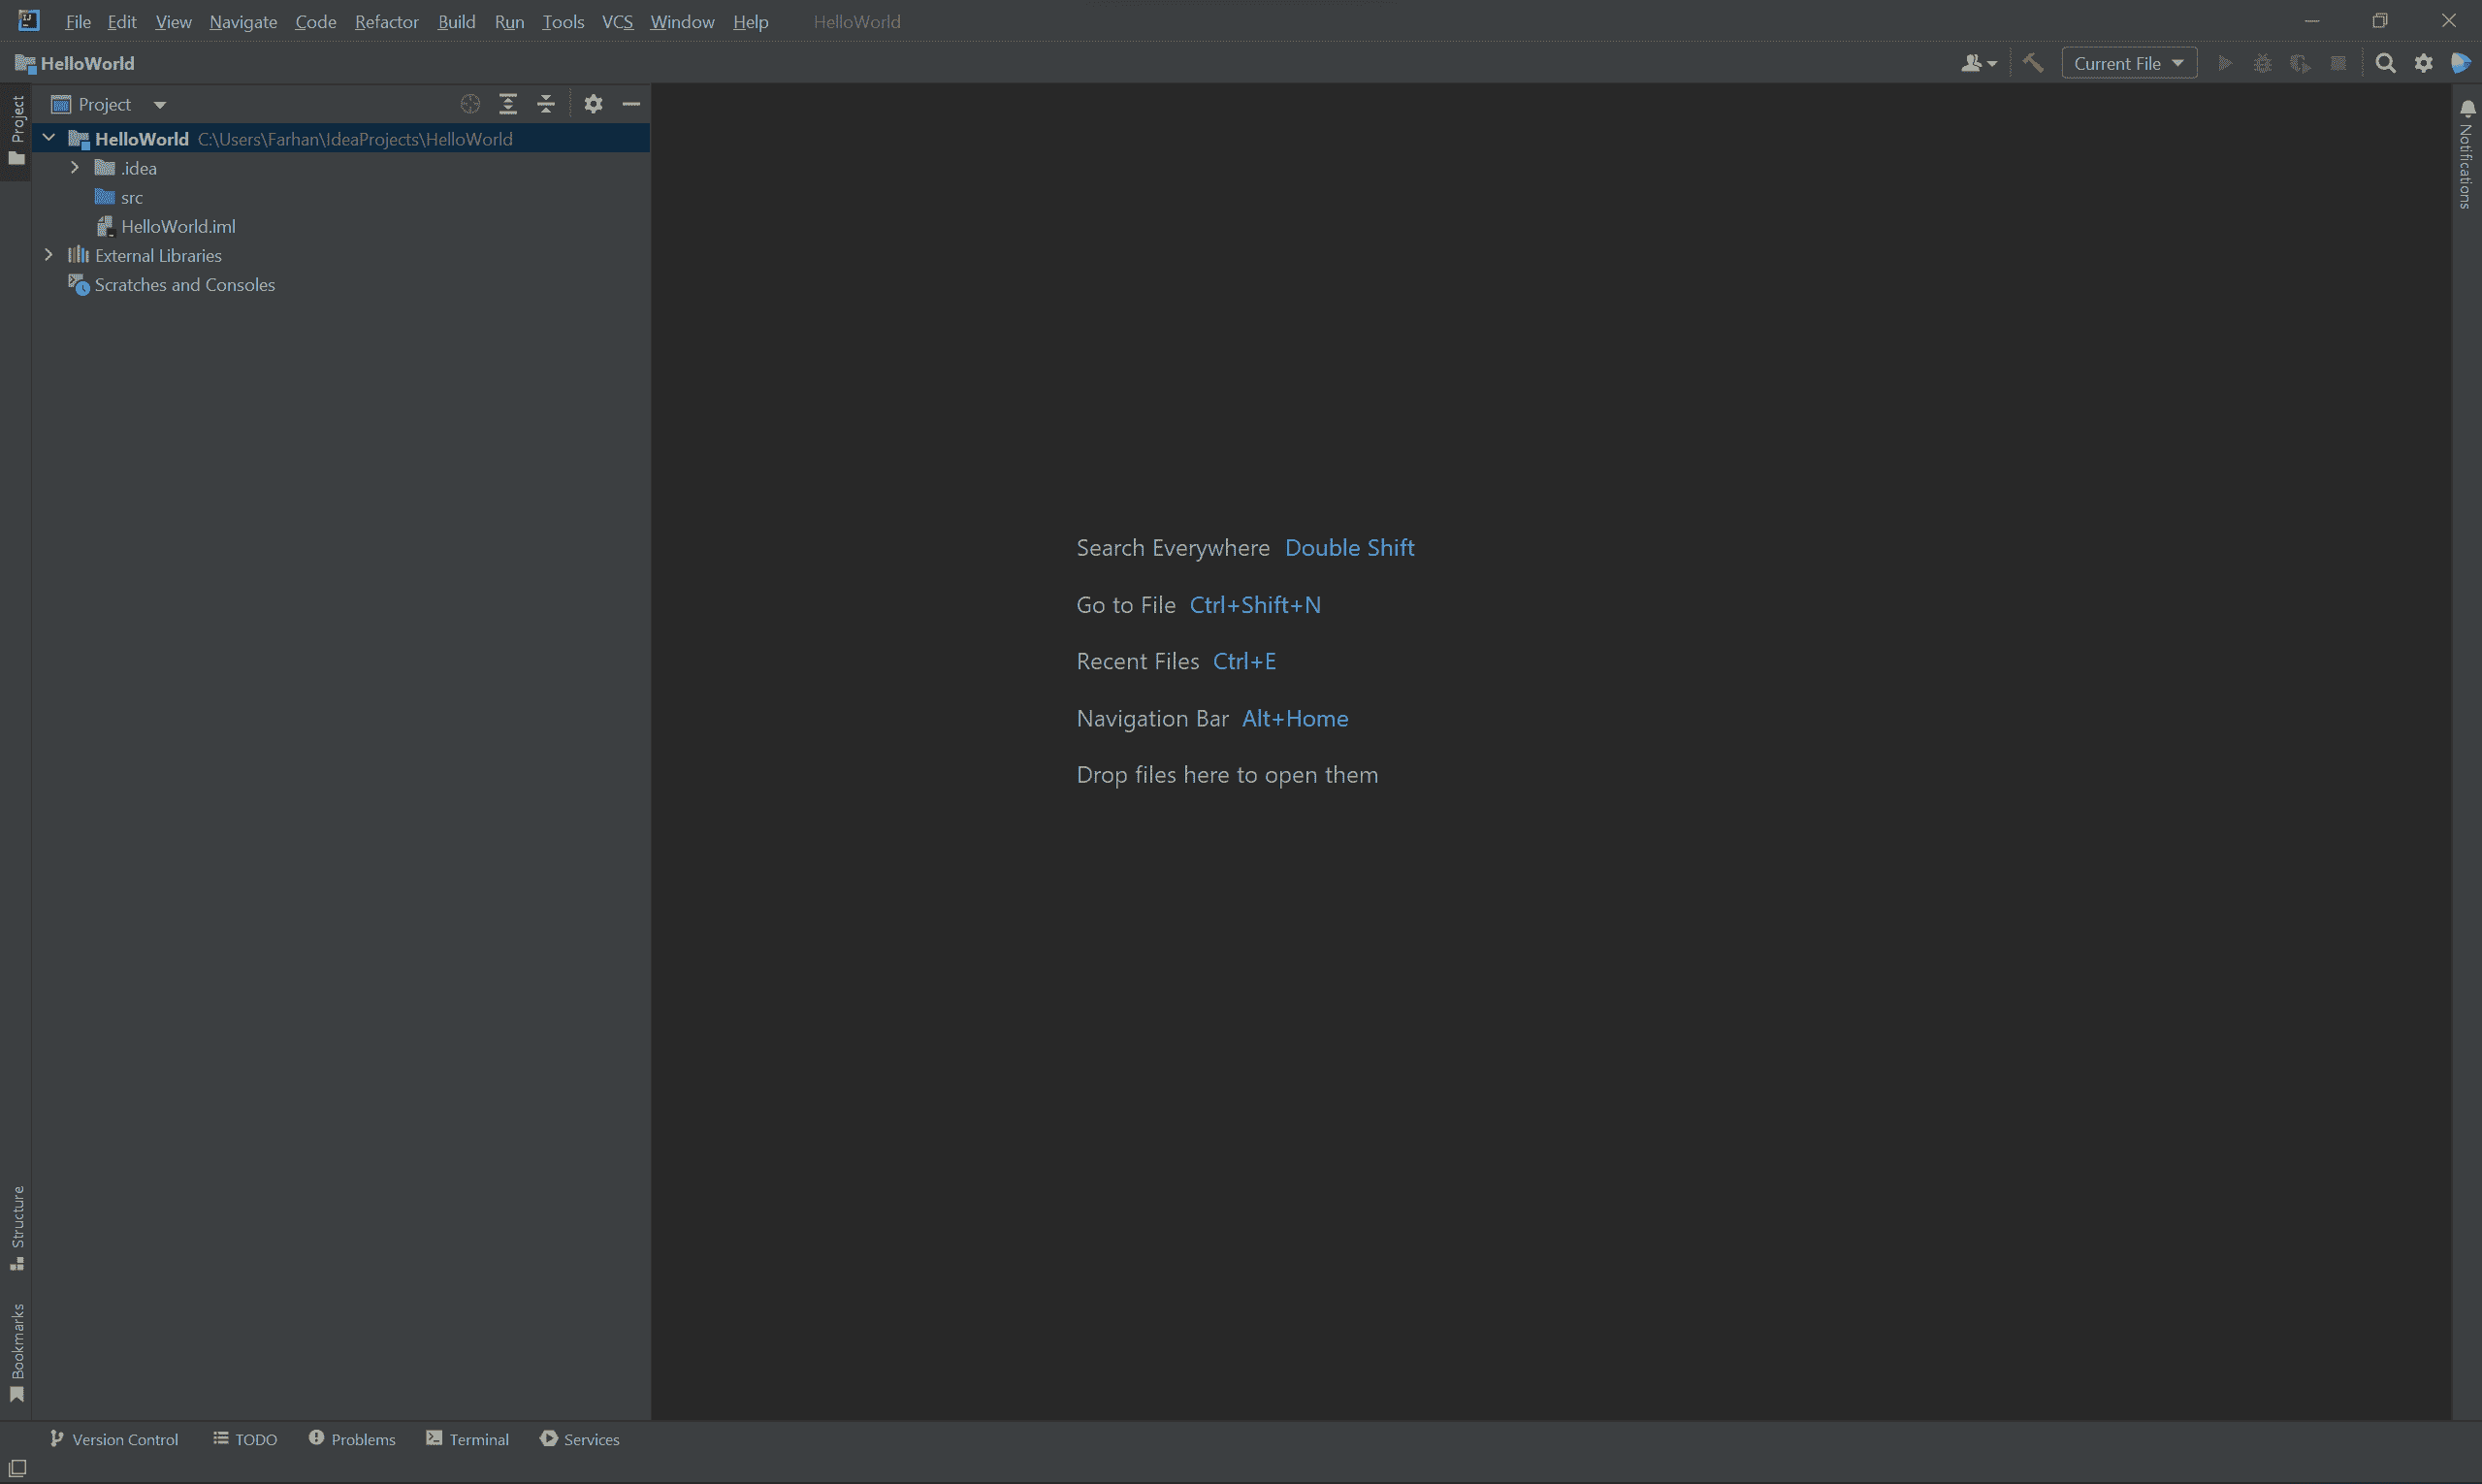 File Edit View Navigate Code Refactor Build Run Tools VCS Window Help HelloWorld
HelloWorld
Current File
Project
Project
HelloWorld C:\Users\Farhan\IdeaProjects\HelloWorld
.idea
src
HelloWorld.iml
External Libraries
Scratches and Consoles
Search Everywhere Double Shift
Go to File Ctrl+Shift+N
Recent Files Ctrl+E
Navigation Bar Alt+Home
Drop files here to open them
Notifications
Structure
Bookmarks
Version Control TODO Problems Terminal Services